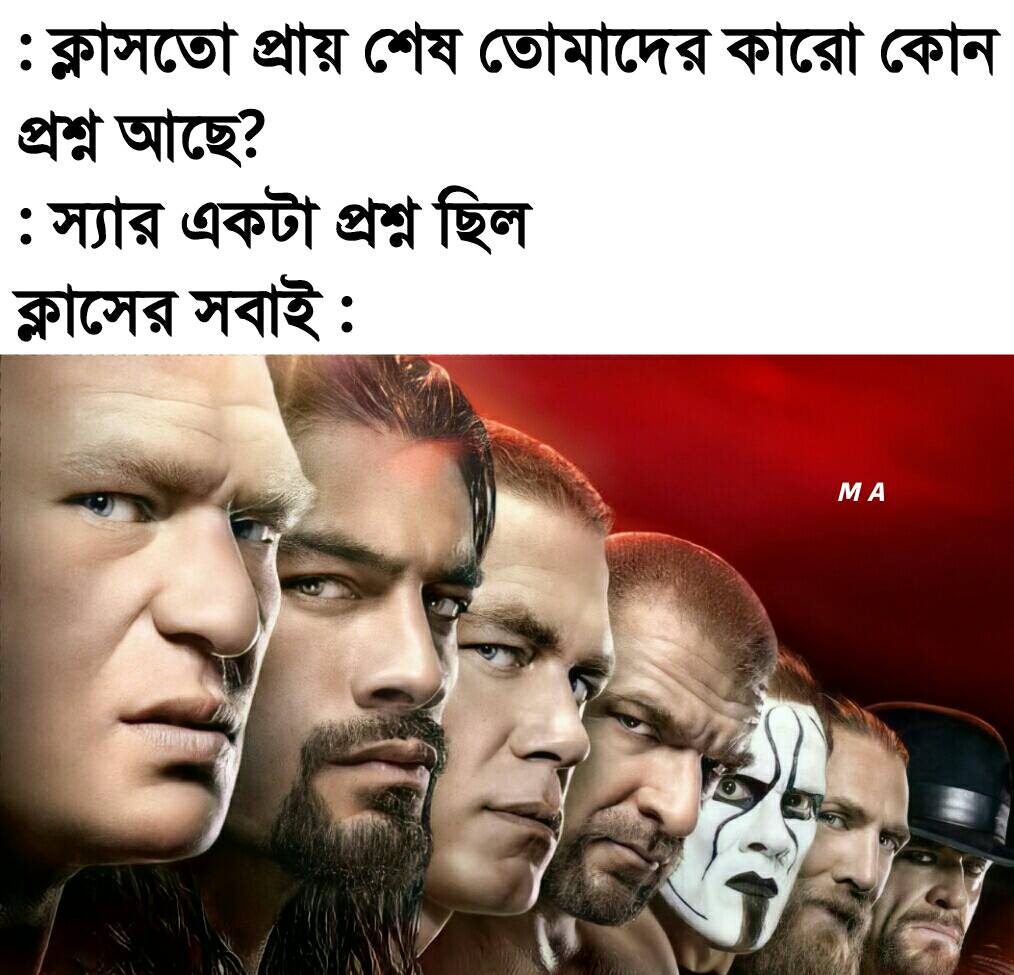 : ক্লাসতো প্রায় শেষ তোমাদের কারো কোন
প্রশ্ন আছে?
: স্যার একটা প্রশ্ন ছিল
ক্লাসের সবাই :
M A